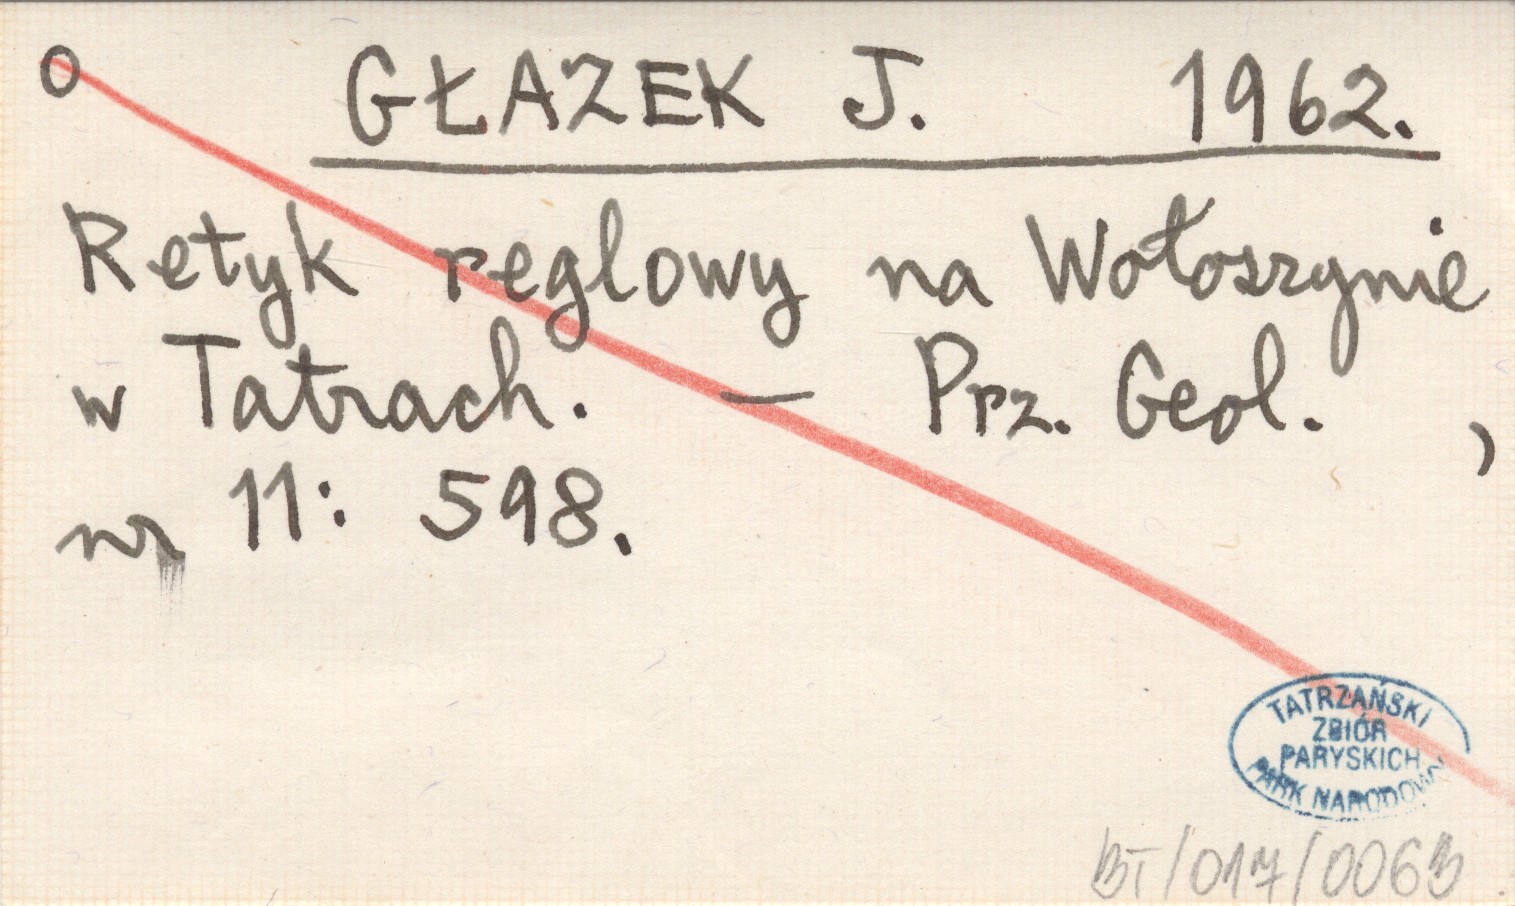 O GŁAZEK J. 1962.
Retyk reglowy na Wołoszynie
w Tatrach. — Prz. Geol. ,
nr 11: 598.
TATRZAŃSKI
ZBIÓR
PARYSKICH
PARK NARODOWY
BT/017/0063